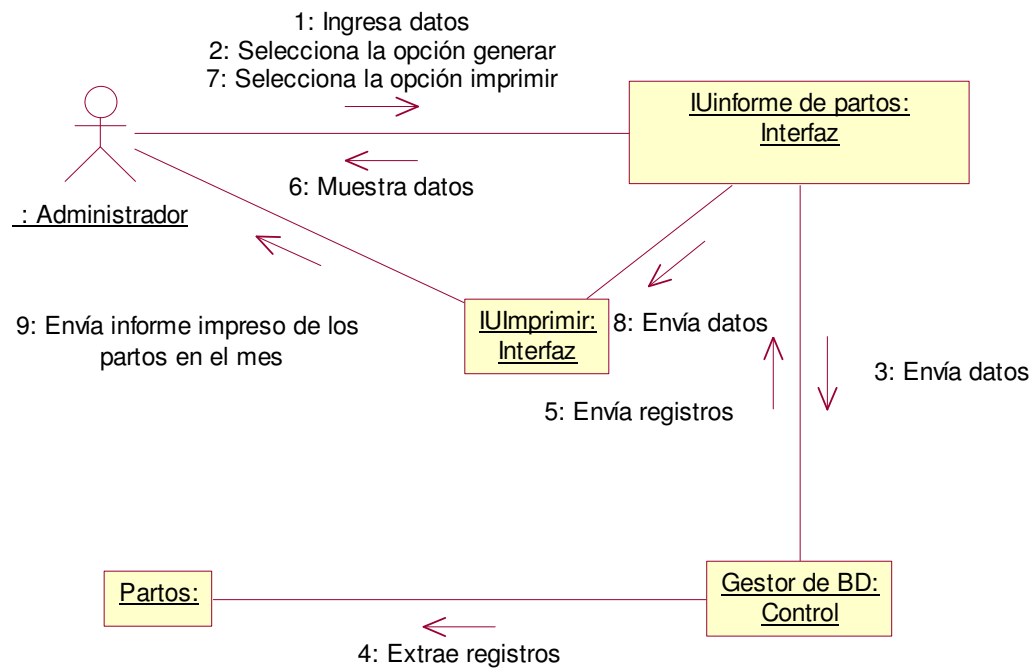 1: Ingresa datos
2: Selecciona la opción generar
7: Selecciona la opción imprimir
IUinforme de partos:
Interfaz
6: Muestra datos
_: Administrador
9: Envía informe impreso de los
partos en el mes
IUImprimir:
Interfaz
8: Envía datos
3: Envía datos
5: Envía registros
Partos:
Gestor de BD:
Control
4: Extrae registros